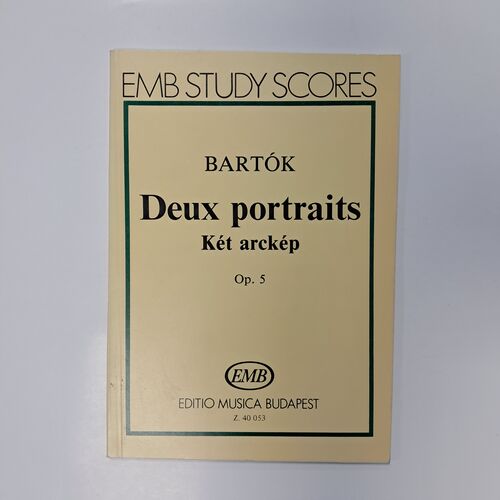 EMB STUDY SCORES
BARTÓK
Deux portraits
Két arckép
Op. 5
EMB
EDITIO MUSICA BUDAPEST
Z. 40 053